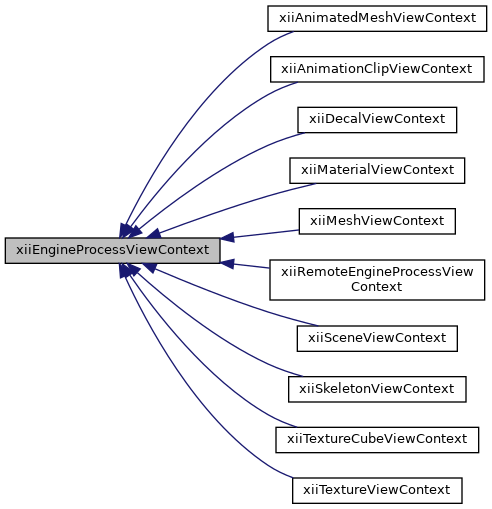 xiiAnimatedMeshViewContext
xiiAnimationClipViewContext
xiiDecalViewContext
xiiMaterialViewContext
xiiMeshViewContext
xiiEngineProcessViewContext
xiiRemoteEngineProcessView
Context
xiiSceneViewContext
xiiSkeletonViewContext
xiiTextureCubeViewContext
xiiTextureViewContext